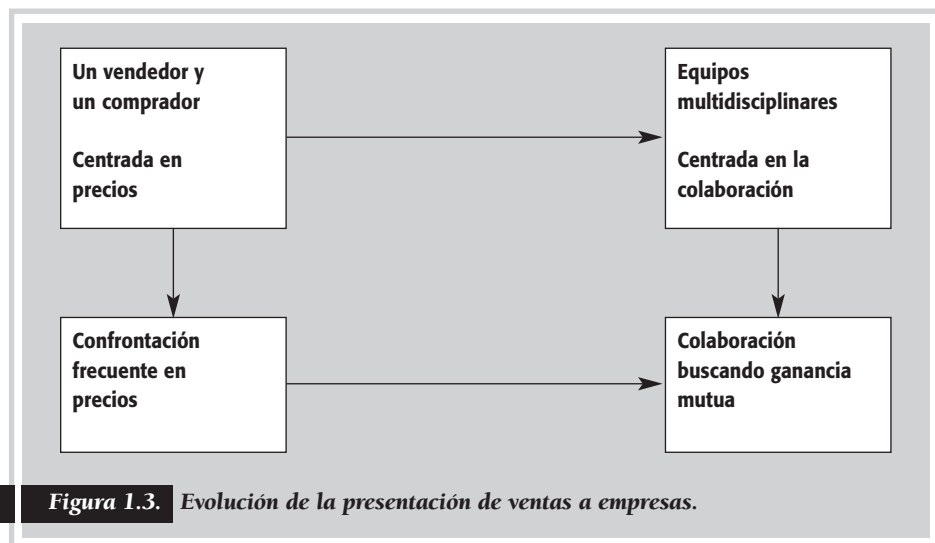 Un vendedor y
un comprador
Centrada en
precios
Equipos
multidisciplinares
Centrada en la
colaboración
Confrontación
frecuente en
precios
Colaboración
buscando ganancia
mutua
Figura 1.3. Evolución de la presentación de ventas a empresas.